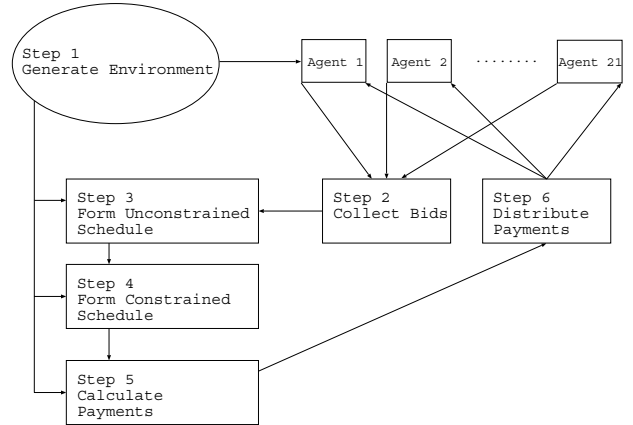 Step 1
Generate Environment
Agent 1
Agent 2
........
Agent 21
Step 3
Form Unconstrained
Schedule
Step 2
Collect Bids
Step 6
Distribute
Payments
Step 4
Form Constrained
Schedule
Step 5
Calculate
Payments